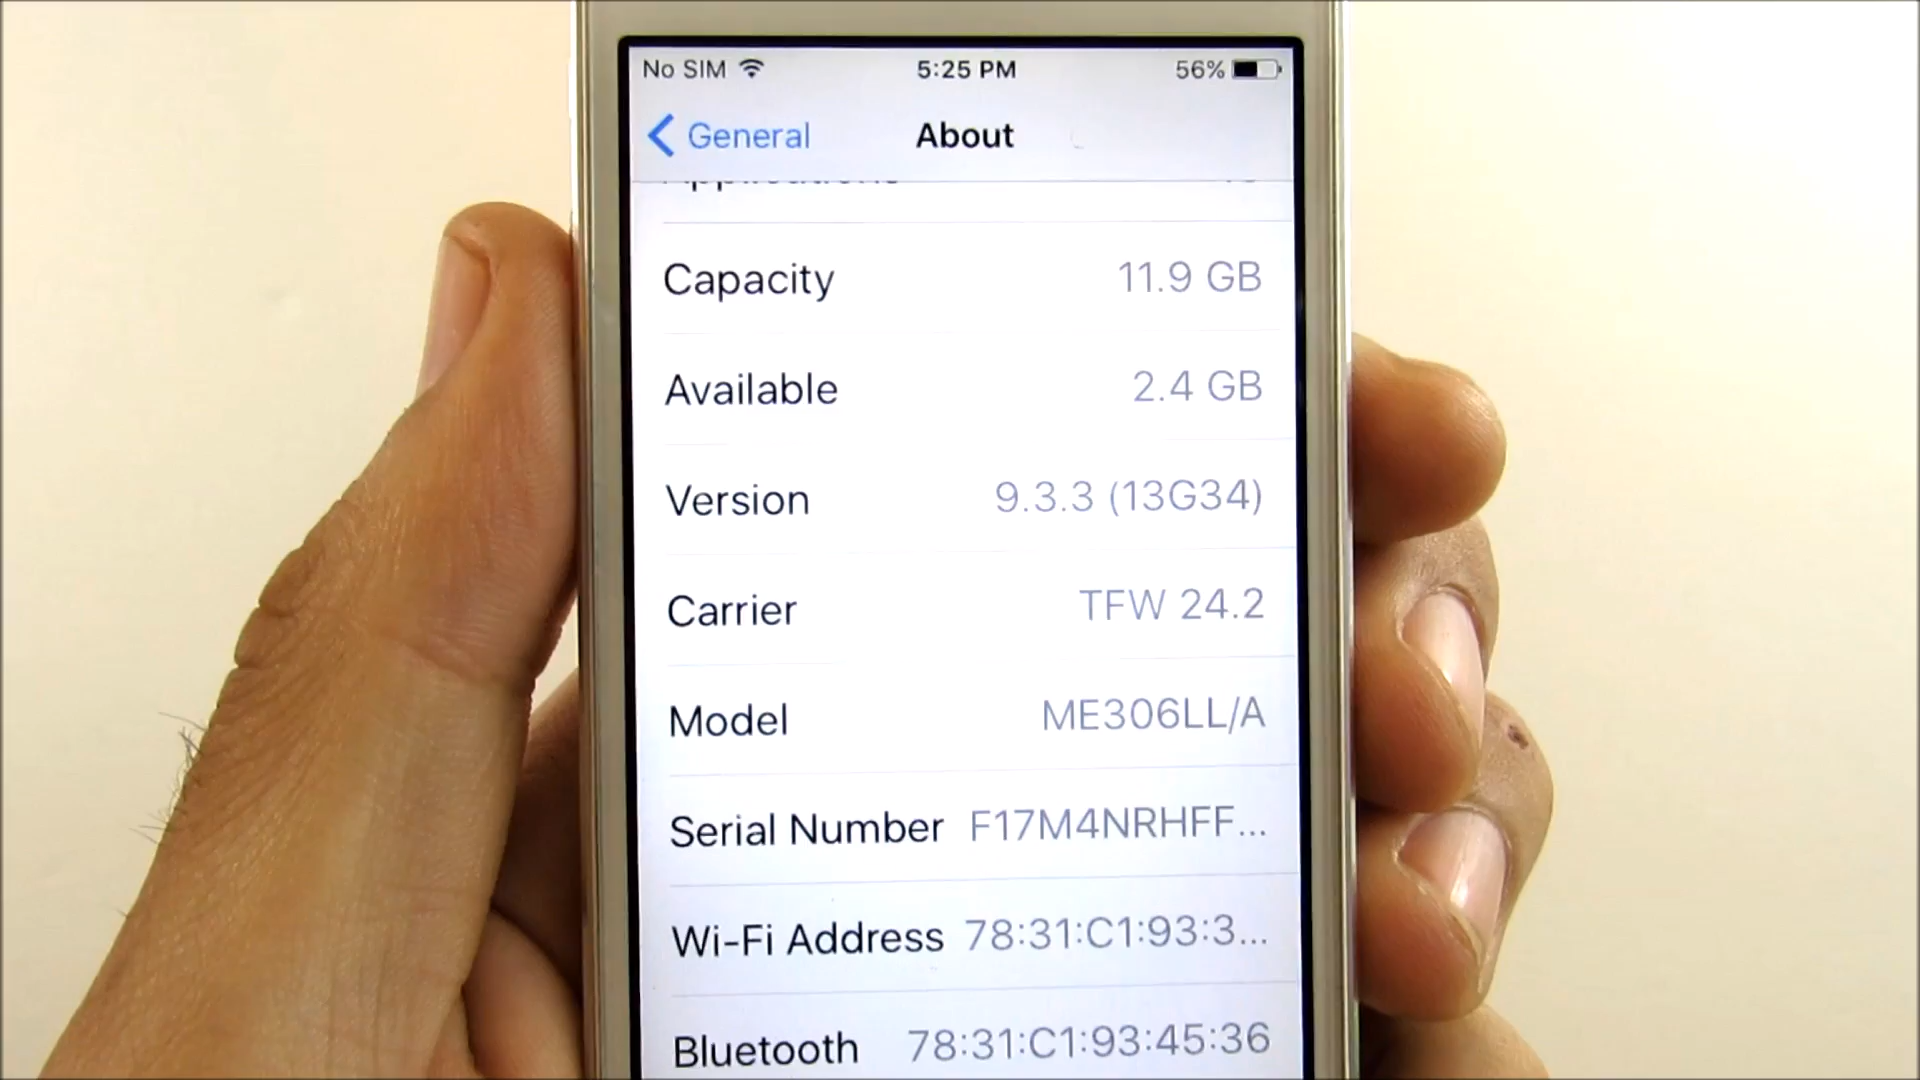 No SIM 5:25 PM 56%
General About
Capacity 11.9 GB
Available 2.4 GB
Version 9.3.3 (13G34)
Carrier TFW 24.2
Model ME306LL/A
Serial Number F17M4NRHFF...
Wi-Fi Address 78:31:C1:93:3...
Bluetooth 78:31:C1:93:45:36